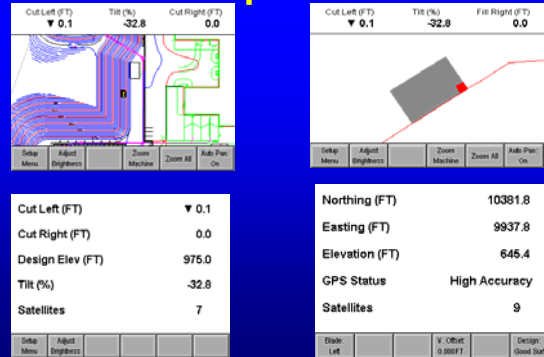 Cut Left (FT) Tilt (%) Cut Right (FT)
▼ 0.1 -32.8 0.0
Setup Menu Adjust Brightness Zoom Machine Zoom All Auto Pan: On
Cut Left (FT) Tilt (%) Fill Right (FT)
▼ 0.1 -32.8 0.0
Setup Menu Adjust Brightness Zoom Machine Zoom All Auto Pan: On
Cut Left (FT) ▼ 0.1
Cut Right (FT) 0.0
Design Elev (FT) 975.0
Tilt (%) -32.8
Satellites 7
Setup Menu Adjust Brightness
Northing (FT) 10381.8
Easting (FT) 9937.8
Elevation (FT) 645.4
GPS Status High Accuracy
Satellites 9
Blade: Left V. Offset: 0.000FT Design: